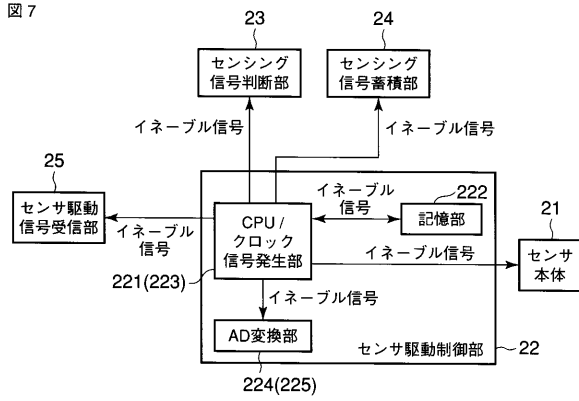 図7
23
センシング
信号判断部
24
センシング
信号蓄積部
イネーブル信号
イネーブル信号
25
センサ駆動
信号受信部
イネーブル
信号
CPU/
クロック
信号発生部
221(223)
イネーブル
信号
222
記憶部
イネーブル信号
21
センサ
本体
イネーブル信号
AD変換部
224(225)
センサ駆動制御部
22